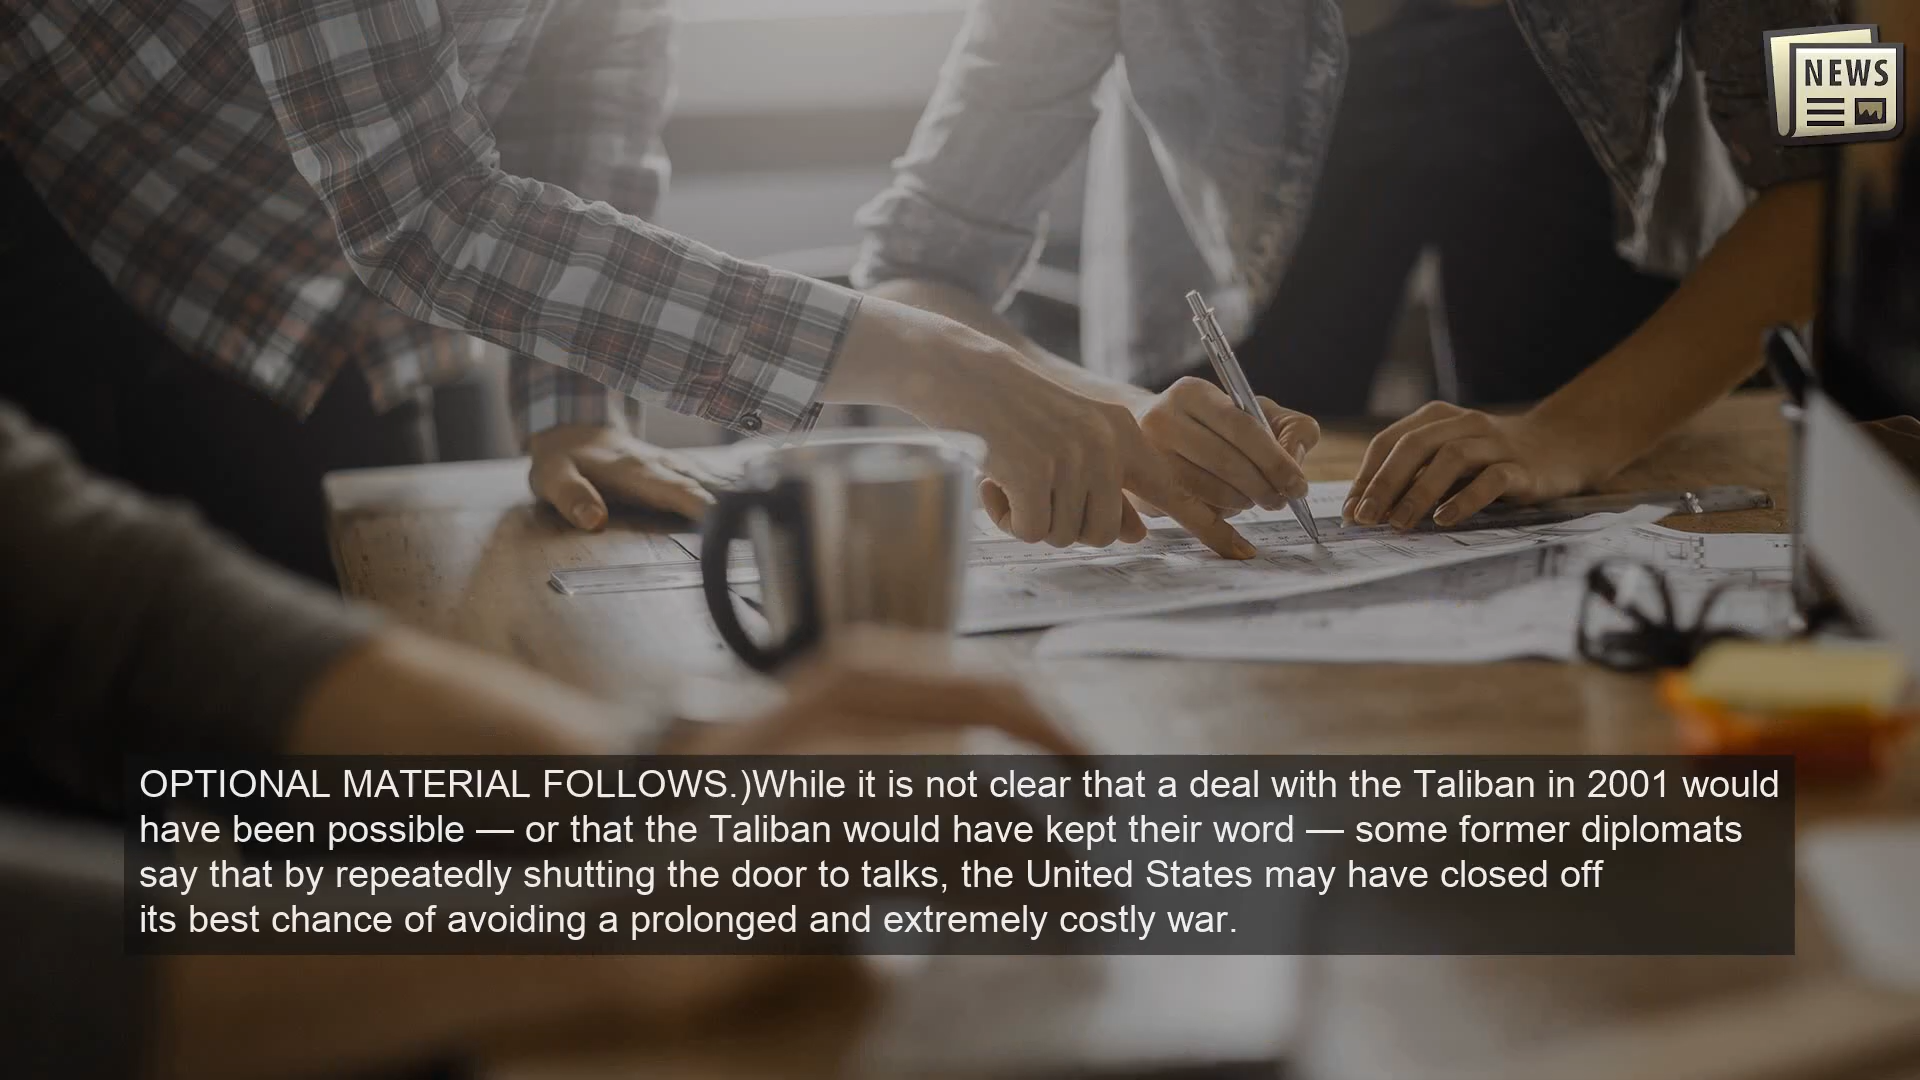 NEWS
OPTIONAL MATERIAL FOLLOWS.)While it is not clear that a deal with the Taliban in 2001 would
have been possible — or that the Taliban would have kept their word — some former diplomats
say that by repeatedly shutting the door to talks, the United States may have closed off
its best chance of avoiding a prolonged and extremely costly war.